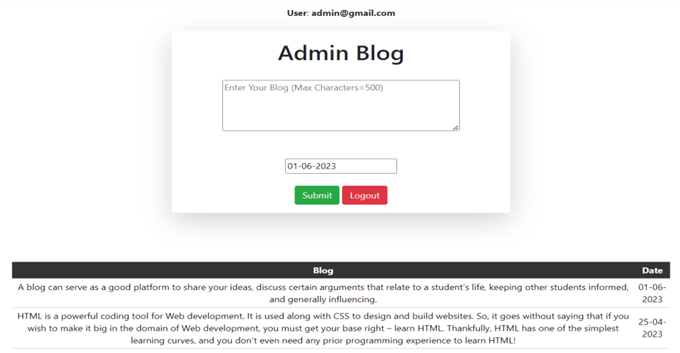 User: admin@gmail.com
Admin Blog
Enter Your Blog (Max Characters=500)
01-06-2023
Submit Logout
Blog Date
A blog can serve as a good platform to share your ideas, discuss certain arguments that relate to a student's life, keeping other students informed, 01-06-
and generally influencing. 2023
HTML is a powerful coding tool for Web development. It is used along with CSS to design and build websites. So, it goes without saying that if you
wish to make it big in the domain of Web development, you must get your base right – learn HTML. Thankfully, HTML has one of the simplest 25-04-
learning curves, and you don't even need any prior programming experience to learn HTML! 2023